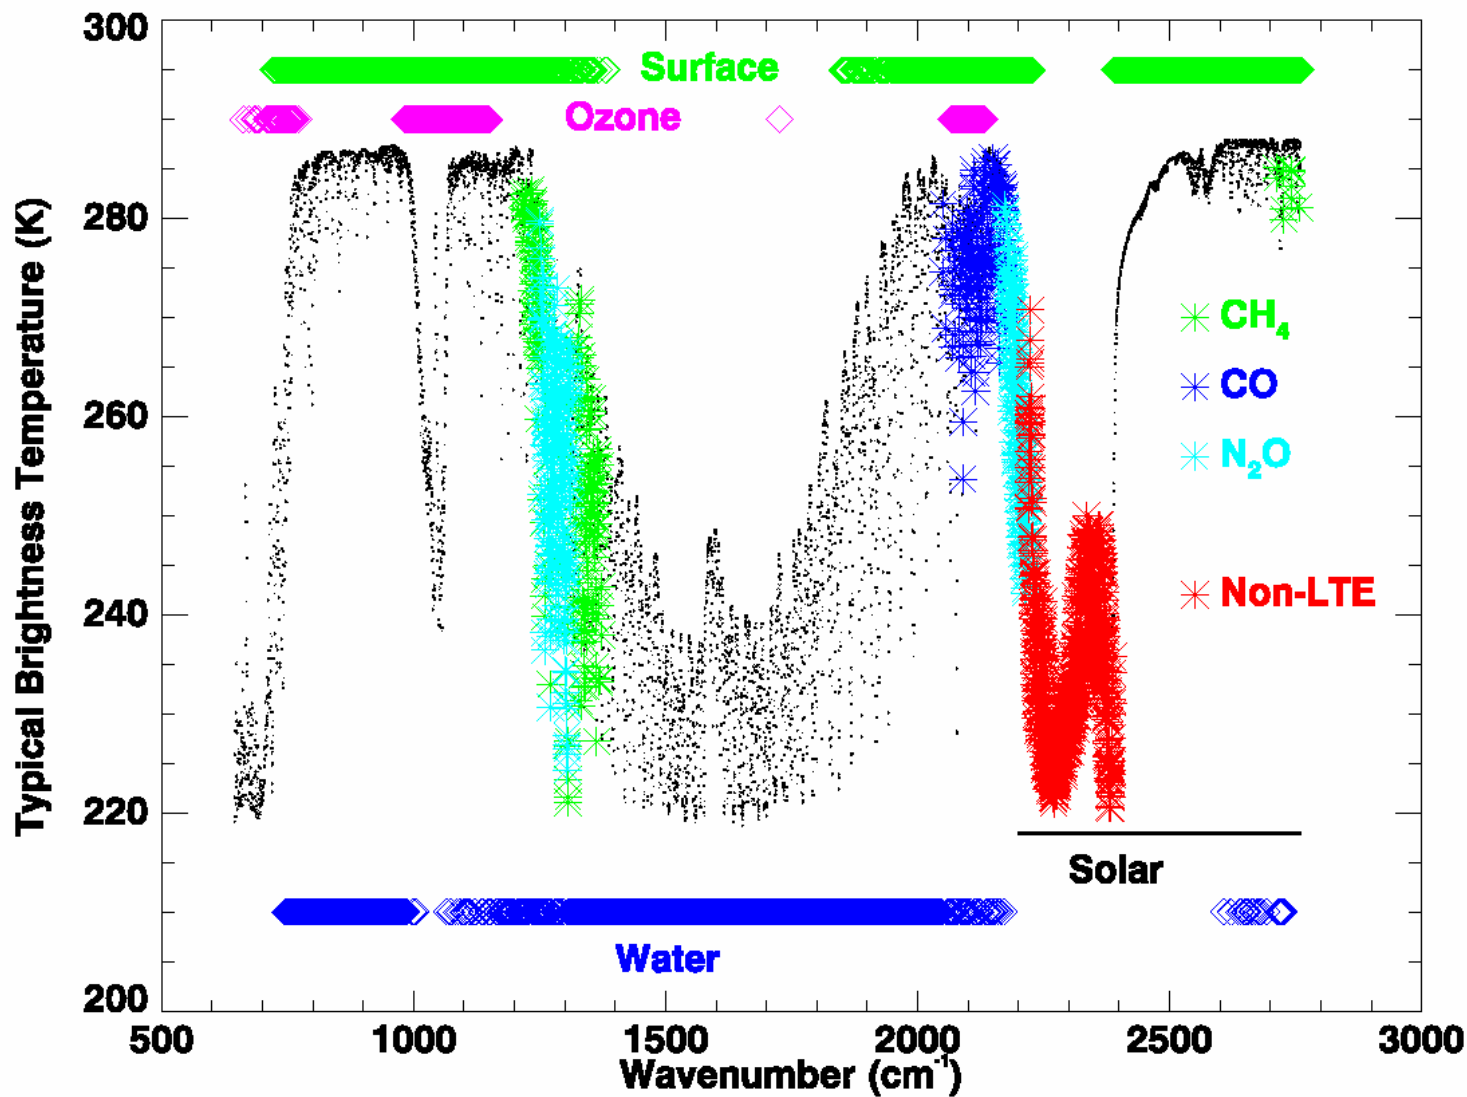 300
280
260
240
220
200
Typical Brightness Temperature (K)
Surface
Ozone
CH₄
CO
N₂O
Non-LTE
Solar
Water
500 1000 1500 2000 2500 3000
Wavenumber (cm⁻¹)